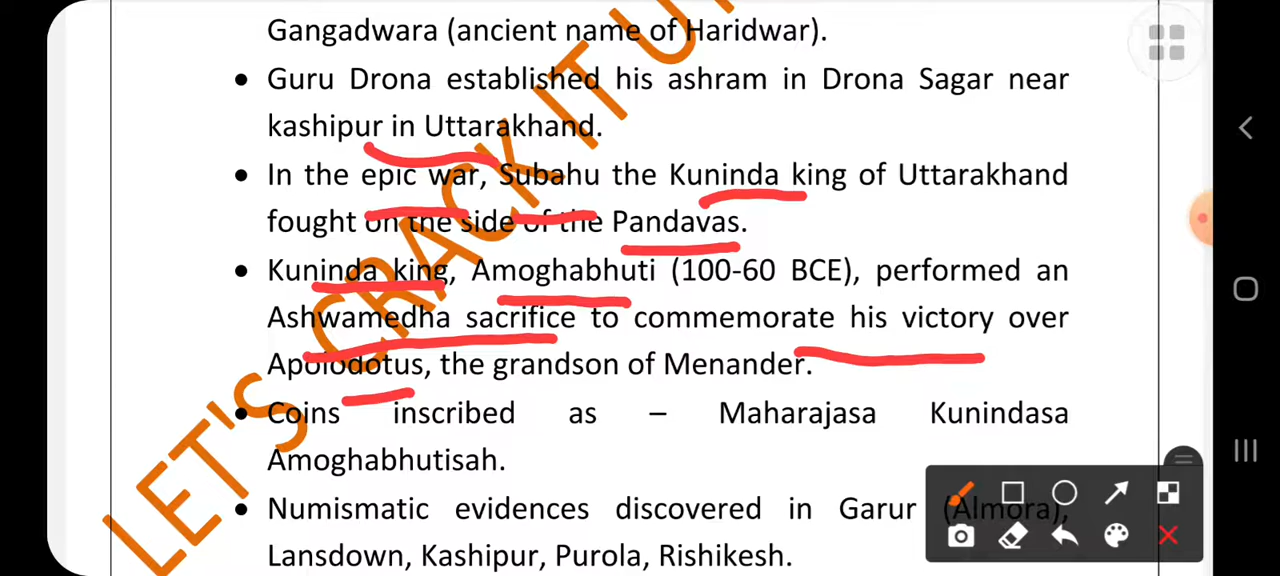 Gangadwara (ancient name of Haridwar).
• Guru Drona established his ashram in Drona Sagar near
kashipur in Uttarakhand.
• In the epic war, Subahu the Kuninda king of Uttarakhand
fought on the side of the Pandavas.
• Kuninda king, Amoghabhuti (100-60 BCE), performed an
Ashwamedha sacrifice to commemorate his victory over
Apolodotus, the grandson of Menander.
• Coins inscribed as – Maharajasa Kunindasa
Amoghabhutisah.
• Numismatic evidences discovered in Garur (Almora),
Lansdown, Kashipur, Purola, Rishikesh.
LET'S CRACK IT U